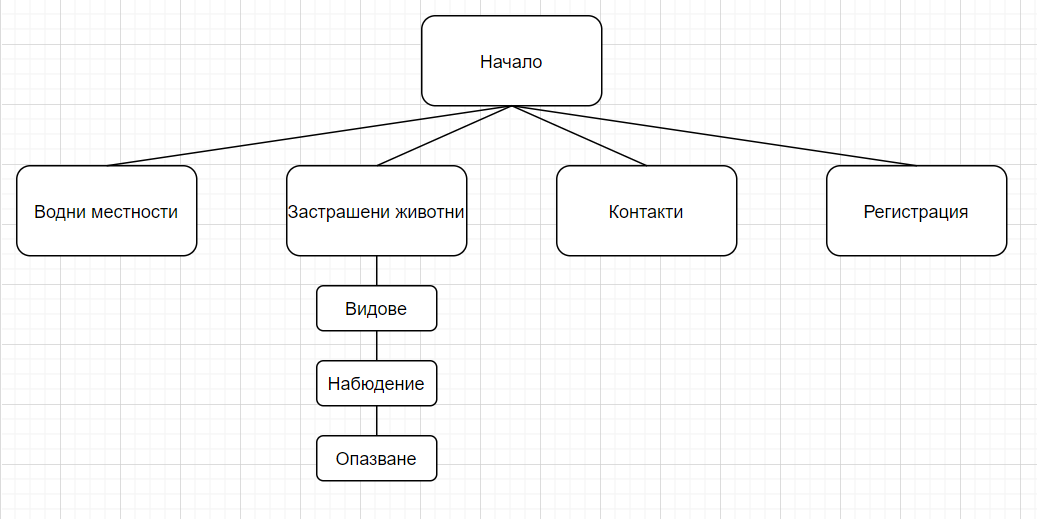 Начало
Водни местности
Застрашени животни
Контакти
Регистрация
Видове
Набюдение
Опазване